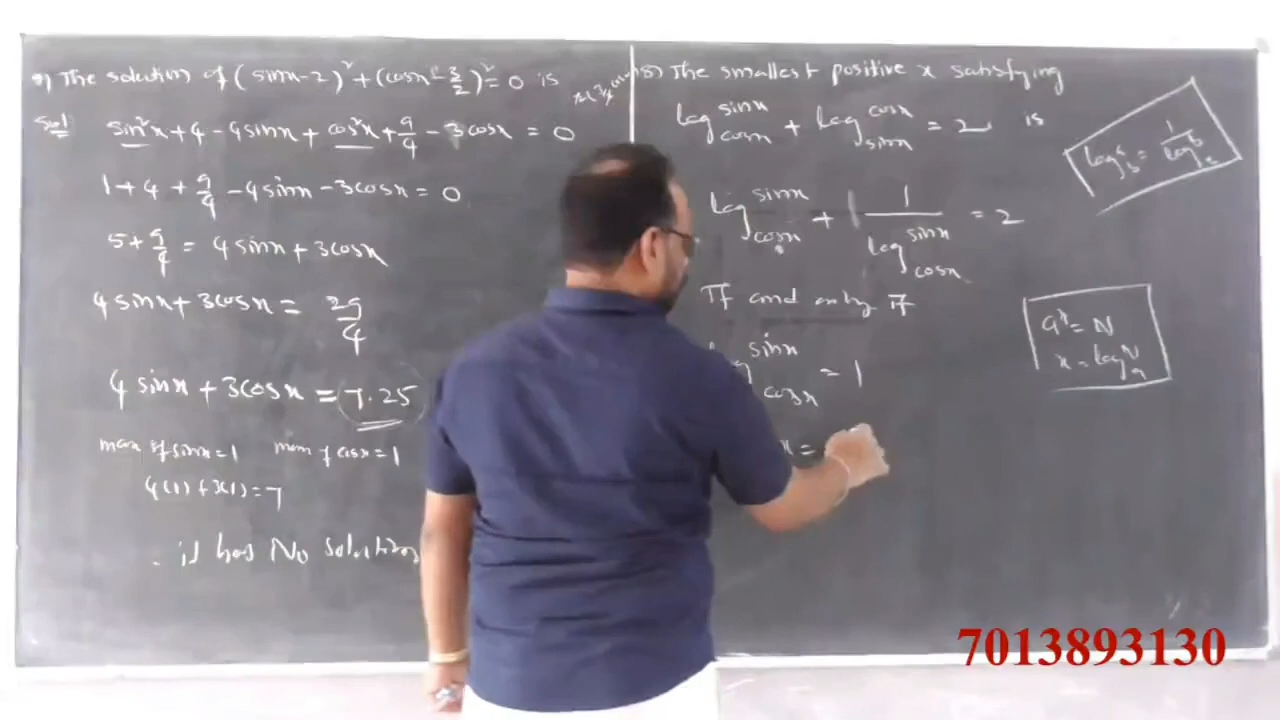 9) The solution of (sinx-2)² + (cosx-3/2)² = 0 is
Sol
sin²x + 4 - 4sinx + cos²x + 9/4 - 3cosx = 0
1 + 4 + 9/4 - 4sinx - 3cosx = 0
5 + 9/4 = 4sinx + 3cosx
4sinx + 3cosx = 29/4
4 sinx + 3cosx = 7.25
max of sinx = 1 max of cosx = 1
4(1) + 3(1) = 7
∴ it has No solution
The smallest positive x satisfying
log_cosx sinx + log_sinx cosx = 2 is
log_cosx sinx + 1/(log_cosx sinx) = 2
If and only if
sinx
cosx = 1
x =
log_b a = 1/(log_a b)
a^x = N
x = log_a N
7013893130